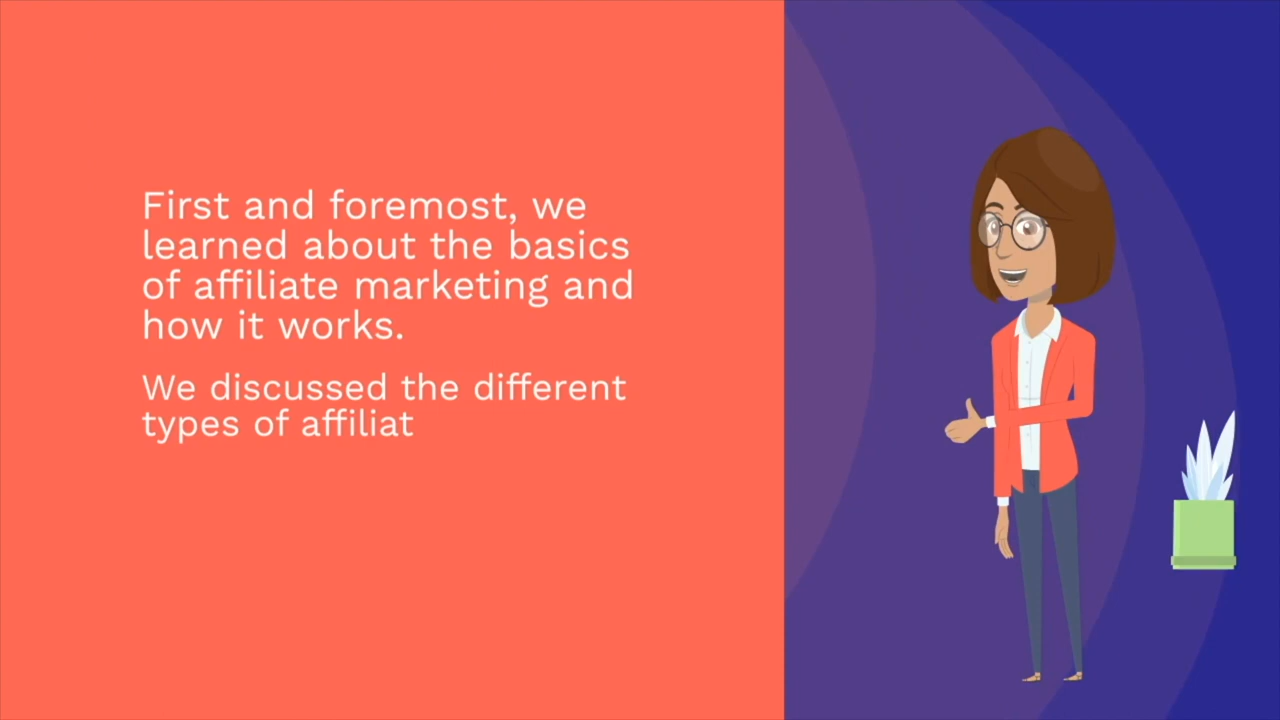 First and foremost, we
learned about the basics
of affiliate marketing and
how it works.
We discussed the different
types of affiliat